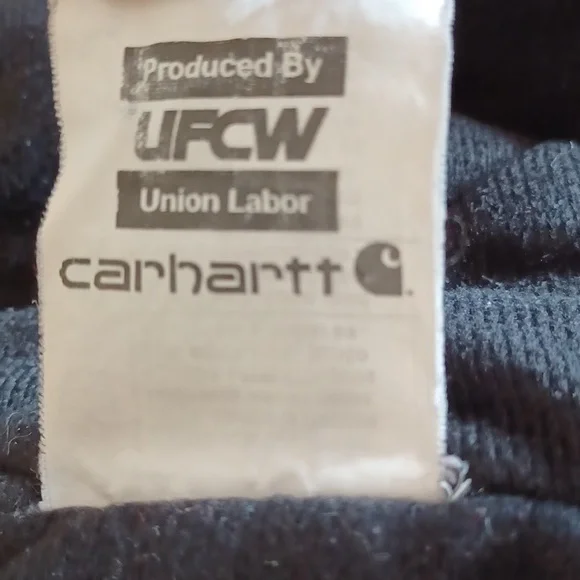 Produced By
UFCW
Union Labor
carhartt